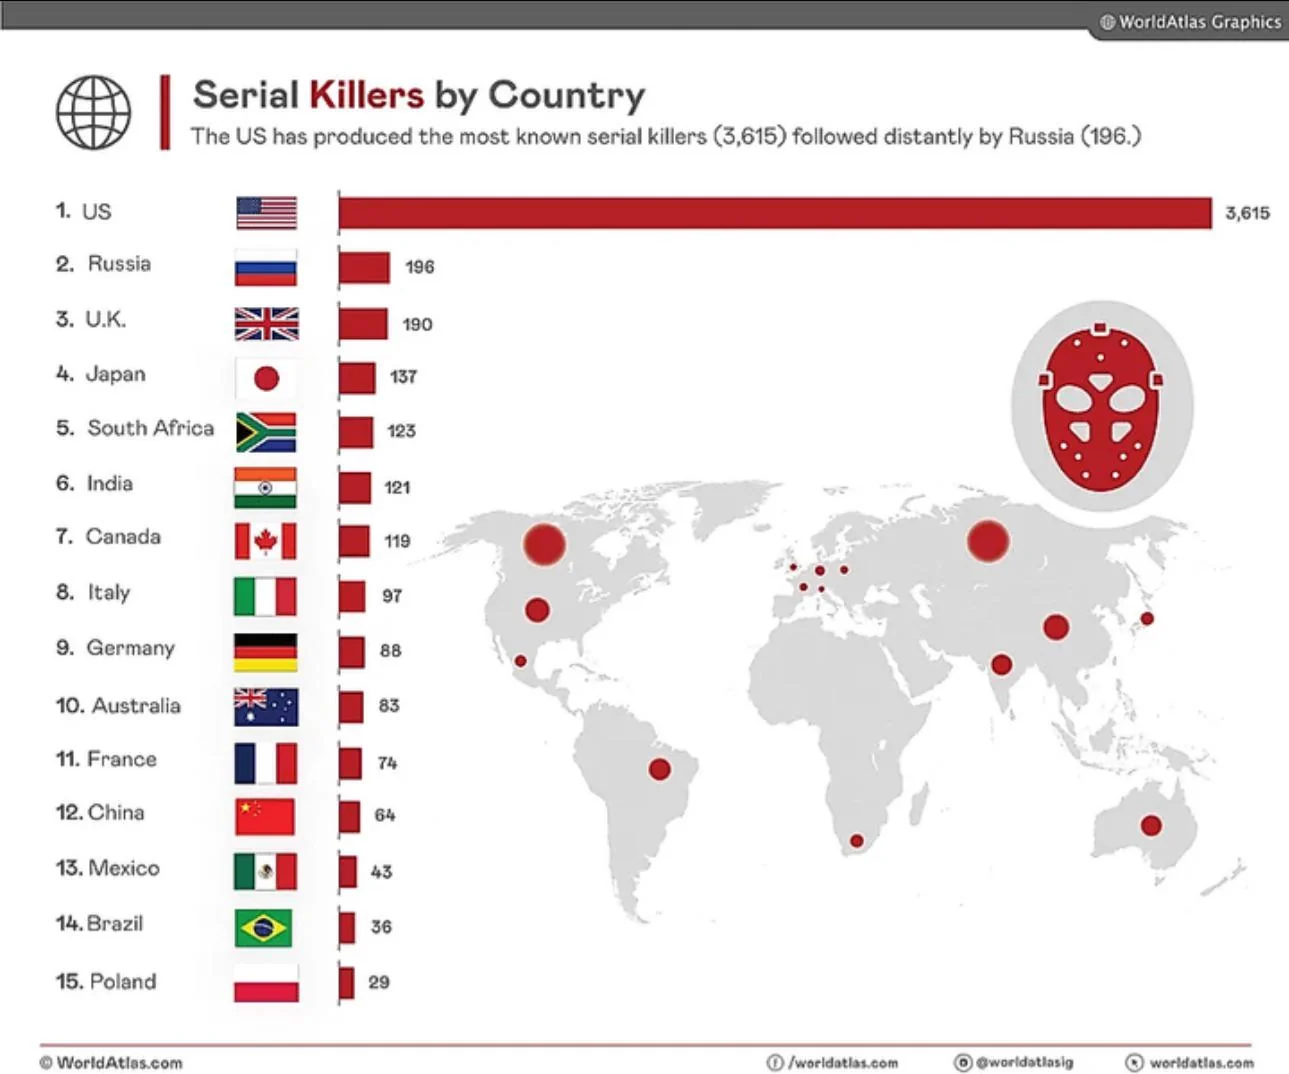 WorldAtlas Graphics
Serial Killers by Country
The US has produced the most known serial killers (3,615) followed distantly by Russia (196.)
1. US 3,615
2. Russia 196
3. U.K. 190
4. Japan 137
5. South Africa 123
6. India 121
7. Canada 119
8. Italy 97
9. Germany 88
10. Australia 83
11. France 74
12. China 64
13. Mexico 43
14. Brazil 36
15. Poland 29
© WorldAtlas.com /worldatlas.com @worldatlasig worldatlas.com